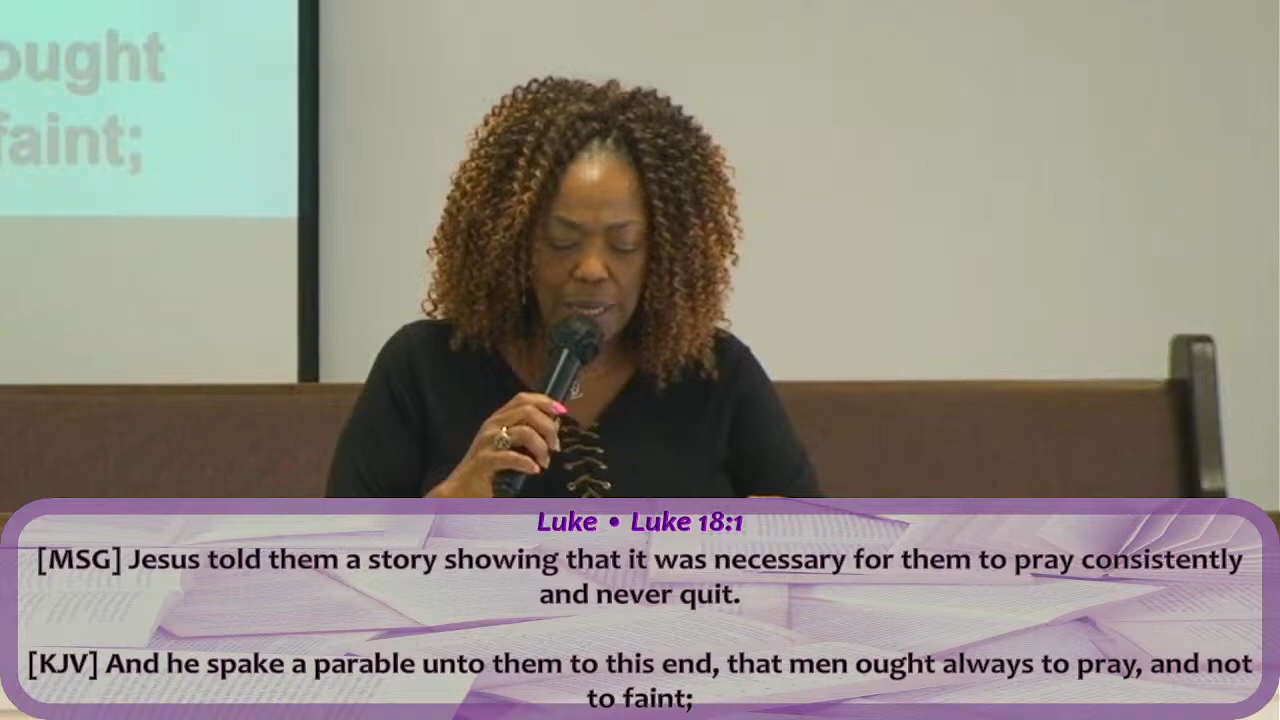 ought
faint;
Luke • Luke 18:1
[MSG] Jesus told them a story showing that it was necessary for them to pray consistently
and never quit.
[KJV] And he spake a parable unto them to this end, that men ought always to pray, and not
to faint;